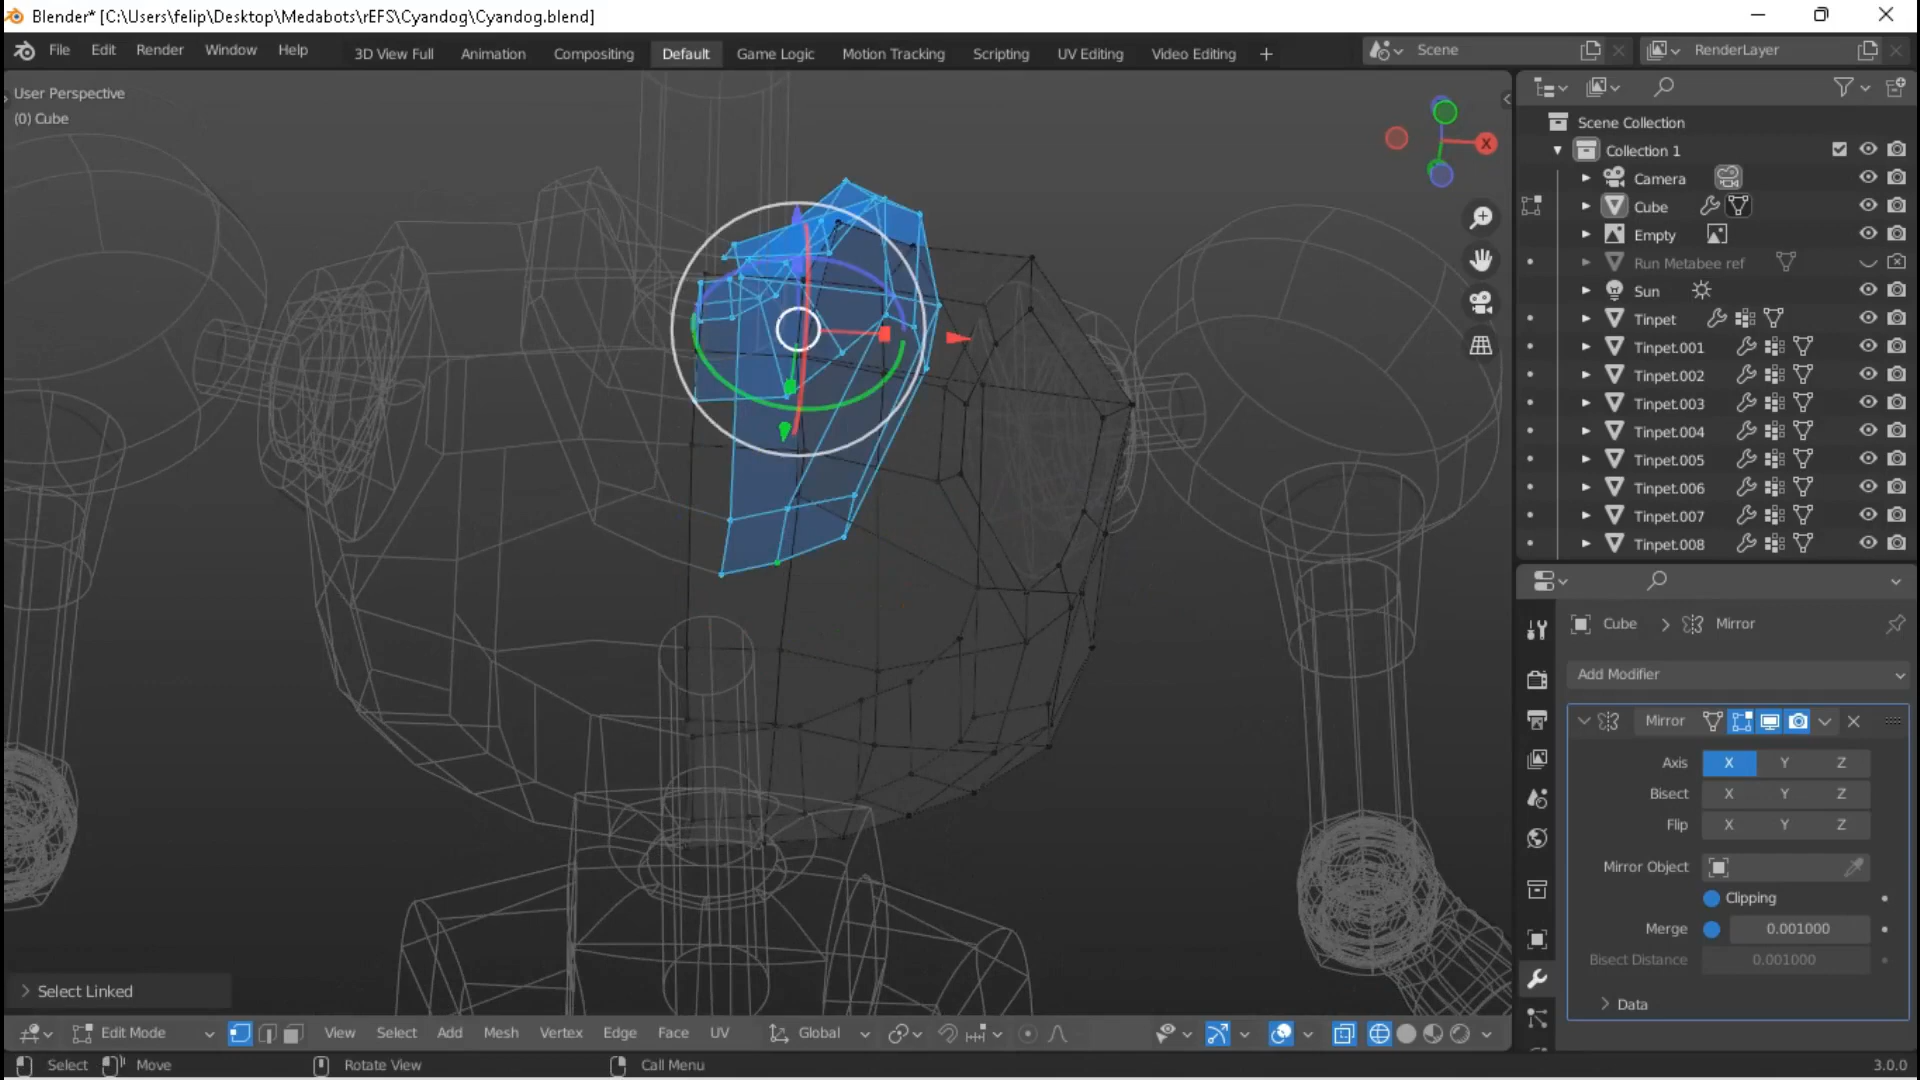 Blender* [C:\Users\felip\Desktop\Medabots\rEFS\Cyandog\Cyandog.blend]
File Edit Render Window Help 3D View Full Animation Compositing Default Game Logic Motion Tracking Scripting UV Editing Video Editing + Scene RenderLayer
User Perspective
(0) Cube
X
Scene Collection
Collection 1
Camera
Cube
Empty
Run Metabee ref
Sun
Tinpet
Tinpet.001
Tinpet.002
Tinpet.003
Tinpet.004
Tinpet.005
Tinpet.006
Tinpet.007
Tinpet.008
Cube > Mirror
Add Modifier
Mirror
Axis X Y Z
Bisect X Y Z
Flip X Y Z
Mirror Object
Clipping
Merge 0.001000
Bisect Distance 0.001000
> Data
> Select Linked
Edit Mode View Select Add Mesh Vertex Edge Face UV Global
Select Move Rotate View Call Menu 3.0.0